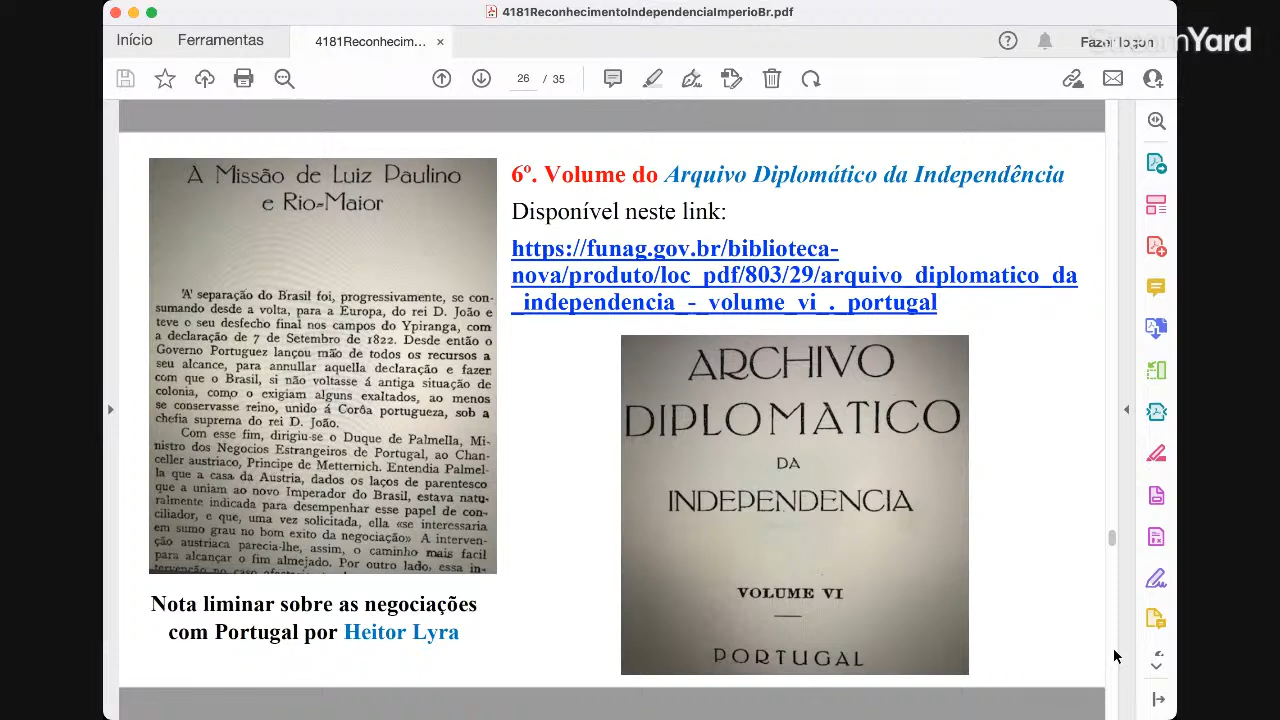 4181ReconhecimentoIndependenciaImperioBr.pdf
Início
Ferramentas
4181Reconhecim... ×
Fazer logon
Yard
26 / 35
A Missão de Luiz Paulino
e Rio-Maior
A separação do Brasil foi, progressivamente, se con-
sumando desde a volta, para a Europa, do rei D. João e
teve o seu desfecho final nos campos do Ypiranga, com
a declaração de 7 de Setembro de 1822. Desde então o
Governo Portuguez lançou mão de todos os recursos a
seu alcance, para annullar aquella declaração e fazer
com que o Brasil, si não voltasse á antiga situação de
colonia, como o exigiam alguns exaltados, ao menos
se conservasse reino, unido á Corôa portugueza, sob a
chefia suprema do rei D. João.
Com esse fim, dirigiu-se o Duque de Palmella, Mi-
nistro dos Negocios Estrangeiros de Portugal, ao Chan-
celler austriaco, Principe de Metternich. Entendia Palmel-
la que a casa da Austria, dados os laços de parentesco
que a uniam ao novo Imperador do Brasil, estava natu-
ralmente indicada para desempenhar esse papel de con-
ciliador, e que, uma vez solicitada, ella «se interessaria
em sumo grau no bom exito da negociação» A interven-
ção austriaca parecia-lhe, assim, o caminho mais facil
para alcançar o fim almejado. Por outro lado, essa in-
Nota liminar sobre as negociações
com Portugal por Heitor Lyra
6º. Volume do Arquivo Diplomático da Independência
Disponível neste link:
https://funag.gov.br/biblioteca-
nova/produto/loc_pdf/803/29/arquivo_diplomatico_da
_independencia_-_volume_vi_._portugal
ARCHIVO
DIPLOMATICO
DA
INDEPENDENCIA
VOLUME VI
PORTUGAL